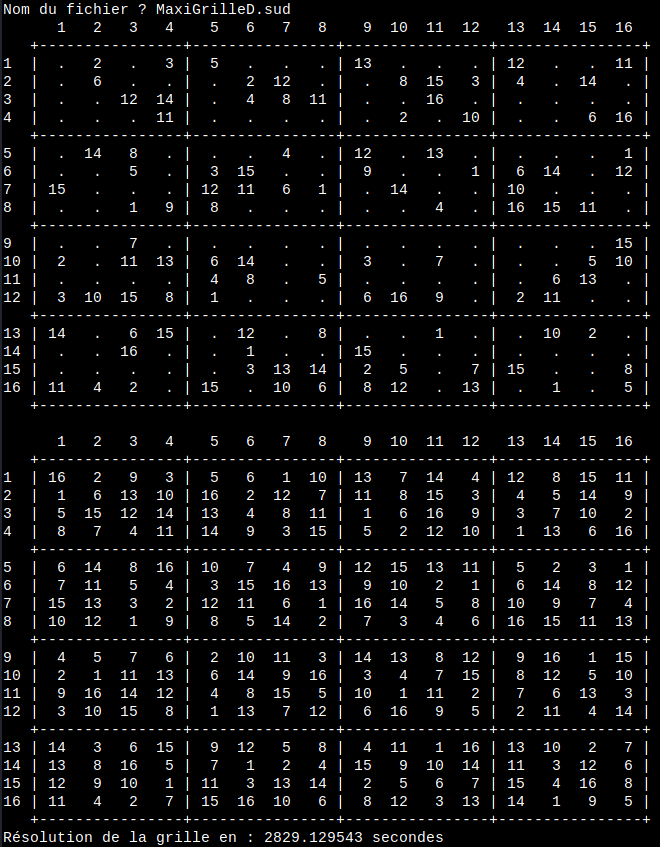 Nom du fichier ? MaxiGrilleD.sud
      1   2   3   4    5   6   7   8    9  10  11  12   13  14  15  16
   +----------------+----------------+----------------+----------------+
1  |  .   2   .   3 |  5   .   .   . | 13   .   .   . | 12   .   .  11 |
2  |  .   6   .   . |  .   2  12   . |  .   8  15   3 |  4   .  14   . |
3  |  .   .  12  14 |  .   4   8  11 |  .   .  16   . |  .   .   .   . |
4  |  .   .   .  11 |  .   .   .   . |  .   2      10 |  .   .   6  16 |
   +----------------+----------------+----------------+----------------+
5  |  .  14   8   . |  .   .   4   . | 12   .  13   . |  .   .   .   1 |
6  |  .   .   5   . |  3  15   .   . |  9   .   .   1 |  6  14   .  12 |
7  | 15   .   .   . | 12  11   6   1 |  .  14   .   . | 10   .   .   . |
8  |  .   .   1   9 |  8   .   .   . |  .   .   4   . | 16  15  11   . |
   +----------------+----------------+----------------+----------------+
9  |  .   .   7   . |  .   .   .   . |  .   .   .   . |  .   .   .  15 |
10 |  2   .  11  13 |  6  14   .   . |  3   .   7   . |  .   .   5  10 |
11 |  .   .   .   . |  4   8   .   5 |  .   .   .   . |  .   6  13   . |
12 |  3  10  15   8 |  1   .   .   . |  6  16   9   . |  2  11   .   . |
   +----------------+----------------+----------------+----------------+
13 | 14   .   6  15 |  .  12   .   8 |  .   .   1   . |  .  10   2   . |
14 |  .   .  16   . |  .   1   .   . | 15   .   .   . |  .   .   .   . |
15 |  .   .   .   . |  .   3  13  14 |  2   5   .   7 | 15   .   .   8 |
16 | 11   4   2   . | 15   .  10   6 |  8  12   .  13 |  .   1   .   5 |
   +----------------+----------------+----------------+----------------+
      1   2   3   4    5   6   7   8    9  10  11  12   13  14  15  16
   +----------------+----------------+----------------+----------------+
1  | 16   2   9   3 |  5   6   1  10 | 13   7  14   4 | 12   8  15  11 |
2  |  1   6  13  10 | 16   2  12   7 | 11   8  15   3 |  4   5  14   9 |
3  |  5  15  12  14 | 13   4   8  11 |  1   6  16   9 |  3   7  10   2 |
4  |  8   7   4  11 | 14   9   3  15 |  5   2  12  10 |  1  13   6  16 |
   +----------------+----------------+----------------+----------------+
5  |  6  14   8  16 | 10   7   4   9 | 12  15  13  11 |  5   2   3   1 |
6  |  7  11   5   4 |  3  15  16  13 |  9  10   2   1 |  6  14   8  12 |
7  | 15  13   3   2 | 12  11   6   1 | 16  14   5   8 | 10   9   7   4 |
8  | 10  12   1   9 |  8   5  14   2 |  7   3   4   6 | 16  15  11  13 |
   +----------------+----------------+----------------+----------------+
9  |  4   5   7   6 |  2  10  11   3 | 14  13   8  12 |  9  16   1  15 |
10 |  2   1  11  13 |  6  14   9  16 |  3   4   7  15 |  8  12   5  10 |
11 |  9  16  14  12 |  4   8  15   5 | 10   1  11   2 |  7   6  13   3 |
12 |  3  10  15   8 |  1  13   7  12 |  6  16   9   5 |  2  11   4  14 |
   +----------------+----------------+----------------+----------------+
13 | 14   3   6  15 |  9  12   5   8 |  4  11   1  16 | 13  10   2   7 |
14 | 13   8  16   5 |  7   1   2   4 | 15   9  10  14 | 11   3  12   6 |
15 | 12   9  10   1 | 11   3  13  14 |  2   5   6   7 | 15   4  16   8 |
16 | 11   4   2   7 | 15  16  10   6 |  8  12   3  13 | 14   1   9   5 |
   +----------------+----------------+----------------+----------------+
Résolution de la grille en : 2829.129543 secondes